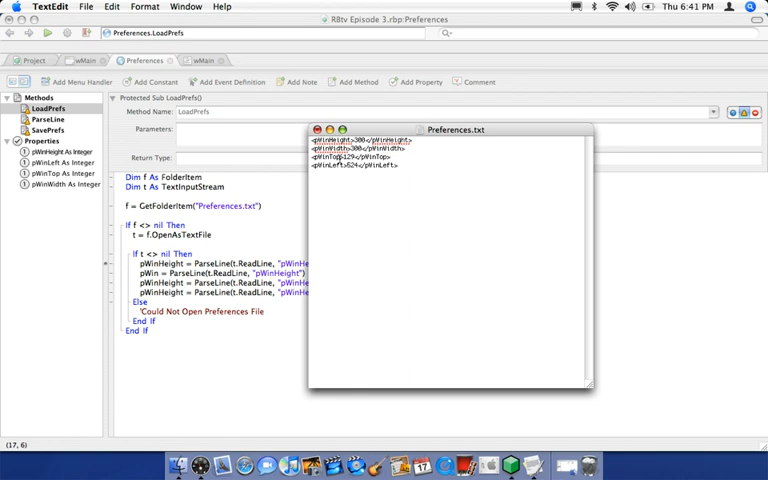 TextEdit File Edit Format Window Help
Thu 6:41 PM
RBtv Episode 3.rbp:Preferences
Preferences.LoadPrefs
Project wMain Preferences wMain
Add Menu Handler Add Constant Add Event Definition Add Note Add Method Add Property Comment
Methods
LoadPrefs
ParseLine
SavePrefs
Properties
pWinHeight As Integer
pWinLeft As Integer
pWinTop As Integer
pWinWidth As Integer
Protected Sub LoadPrefs()
Method Name: LoadPrefs
Parameters:
Return Type:
Dim f As FolderItem
Dim t As TextInputStream
f = GetFolderItem("Preferences.txt")
If f <> nil Then
t = f.OpenAsTextFile
If t <> nil Then
pWinHeight = ParseLine(t.ReadLine, "pWinHe
pWin = ParseLine(t.ReadLine, "pWinHeight")
pWinHeight = ParseLine(t.ReadLine, "pWinHe
pWinHeight = ParseLine(t.ReadLine, "pWinHe
Else
'Could Not Open Preferences File
End If
End If
Preferences.txt
<pWinHeight>300</pWinHeight>
<pWinWidth>300</pWinWidth>
<pWinTop>129</pWinTop>
<pWinLeft>524</pWinLeft>
(17, 6)
17